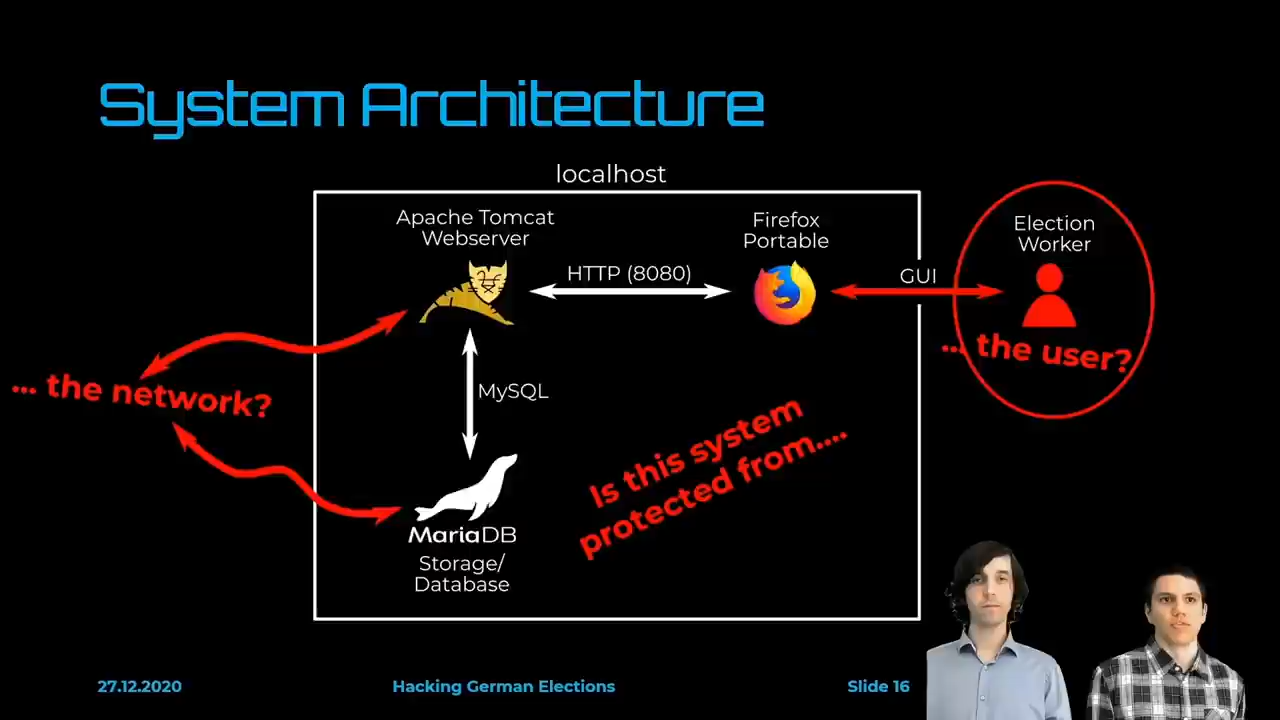 System Architecture
localhost
Apache Tomcat
Webserver
HTTP (8080)
Firefox
Portable
GUI
Election
Worker
... the user?
... the network?
MySQL
Is this system
protected from....
MariaDB
Storage/
Database
27.12.2020
Hacking German Elections
Slide 16